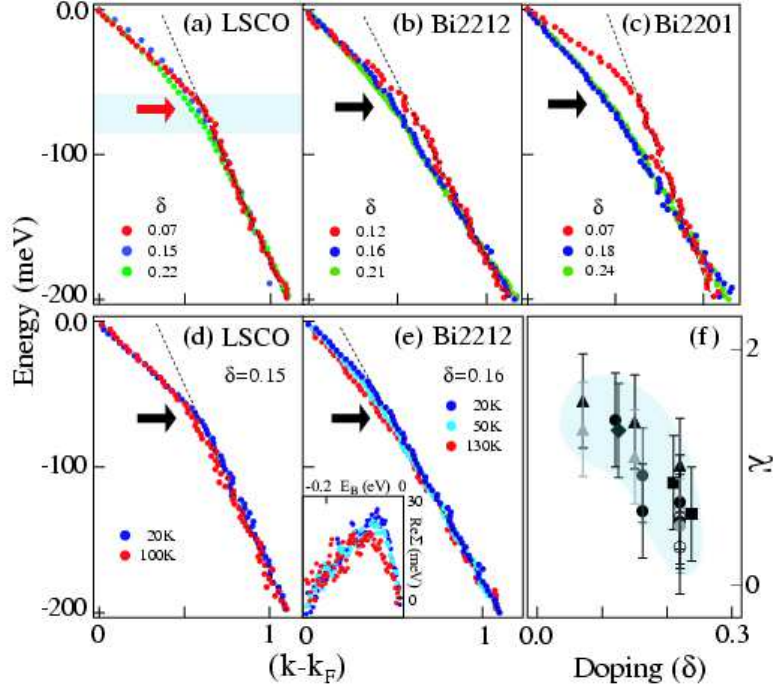 0.0
(a) LSCO
(b) Bi2212
(c) Bi2201
-100
-200
δ
0.07
0.15
0.22
δ
0.12
0.16
0.21
δ
0.07
0.18
0.24
Energy (meV)
0.0
(d) LSCO
δ=0.15
(e) Bi2212
δ=0.16
(f)
20K
50K
130K
-100
-200
20K
100K
-0.2 E_B (eV) 0
30
ReΣ (meV)
0
2
λ'
0
0 1
0 1
0.0 0.3
(k-k_F)
Doping (δ)